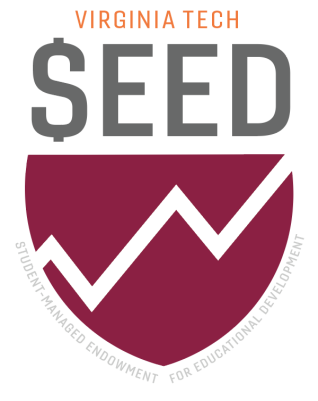 VIRGINIA TECH
$EED
STUDENT-MANAGED ENDOWMENT FOR EDUCATIONAL DEVELOPMENT